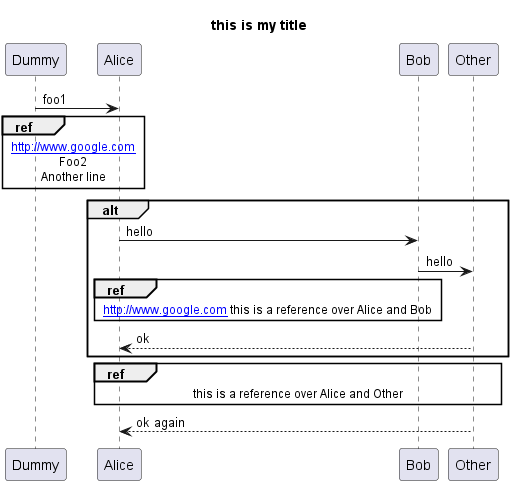 this is my title
Dummy Alice Bob Other
foo1
ref
http://www.google.com
Foo2
Another line
alt
hello
hello
ref
http://www.google.com this is a reference over Alice and Bob
ok
ref
this is a reference over Alice and Other
ok again
Dummy Alice Bob Other